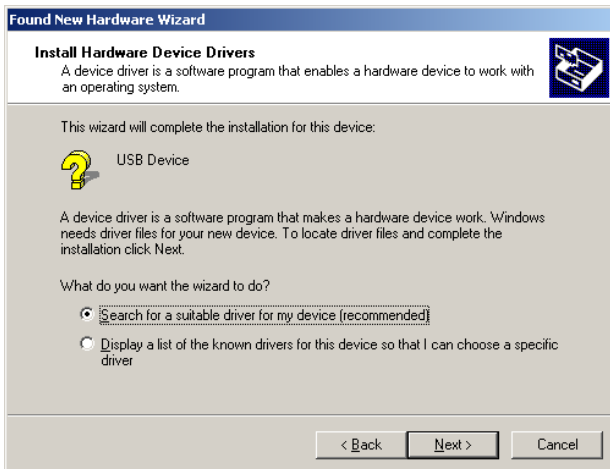 Found New Hardware Wizard
Install Hardware Device Drivers
A device driver is a software program that enables a hardware device to work with
an operating system.
This wizard will complete the installation for this device:
USB Device
A device driver is a software program that makes a hardware device work. Windows
needs driver files for your new device. To locate driver files and complete the
installation click Next.
What do you want the wizard to do?
Search for a suitable driver for my device (recommended)
Display a list of the known drivers for this device so that I can choose a specific
driver
< Back Next > Cancel